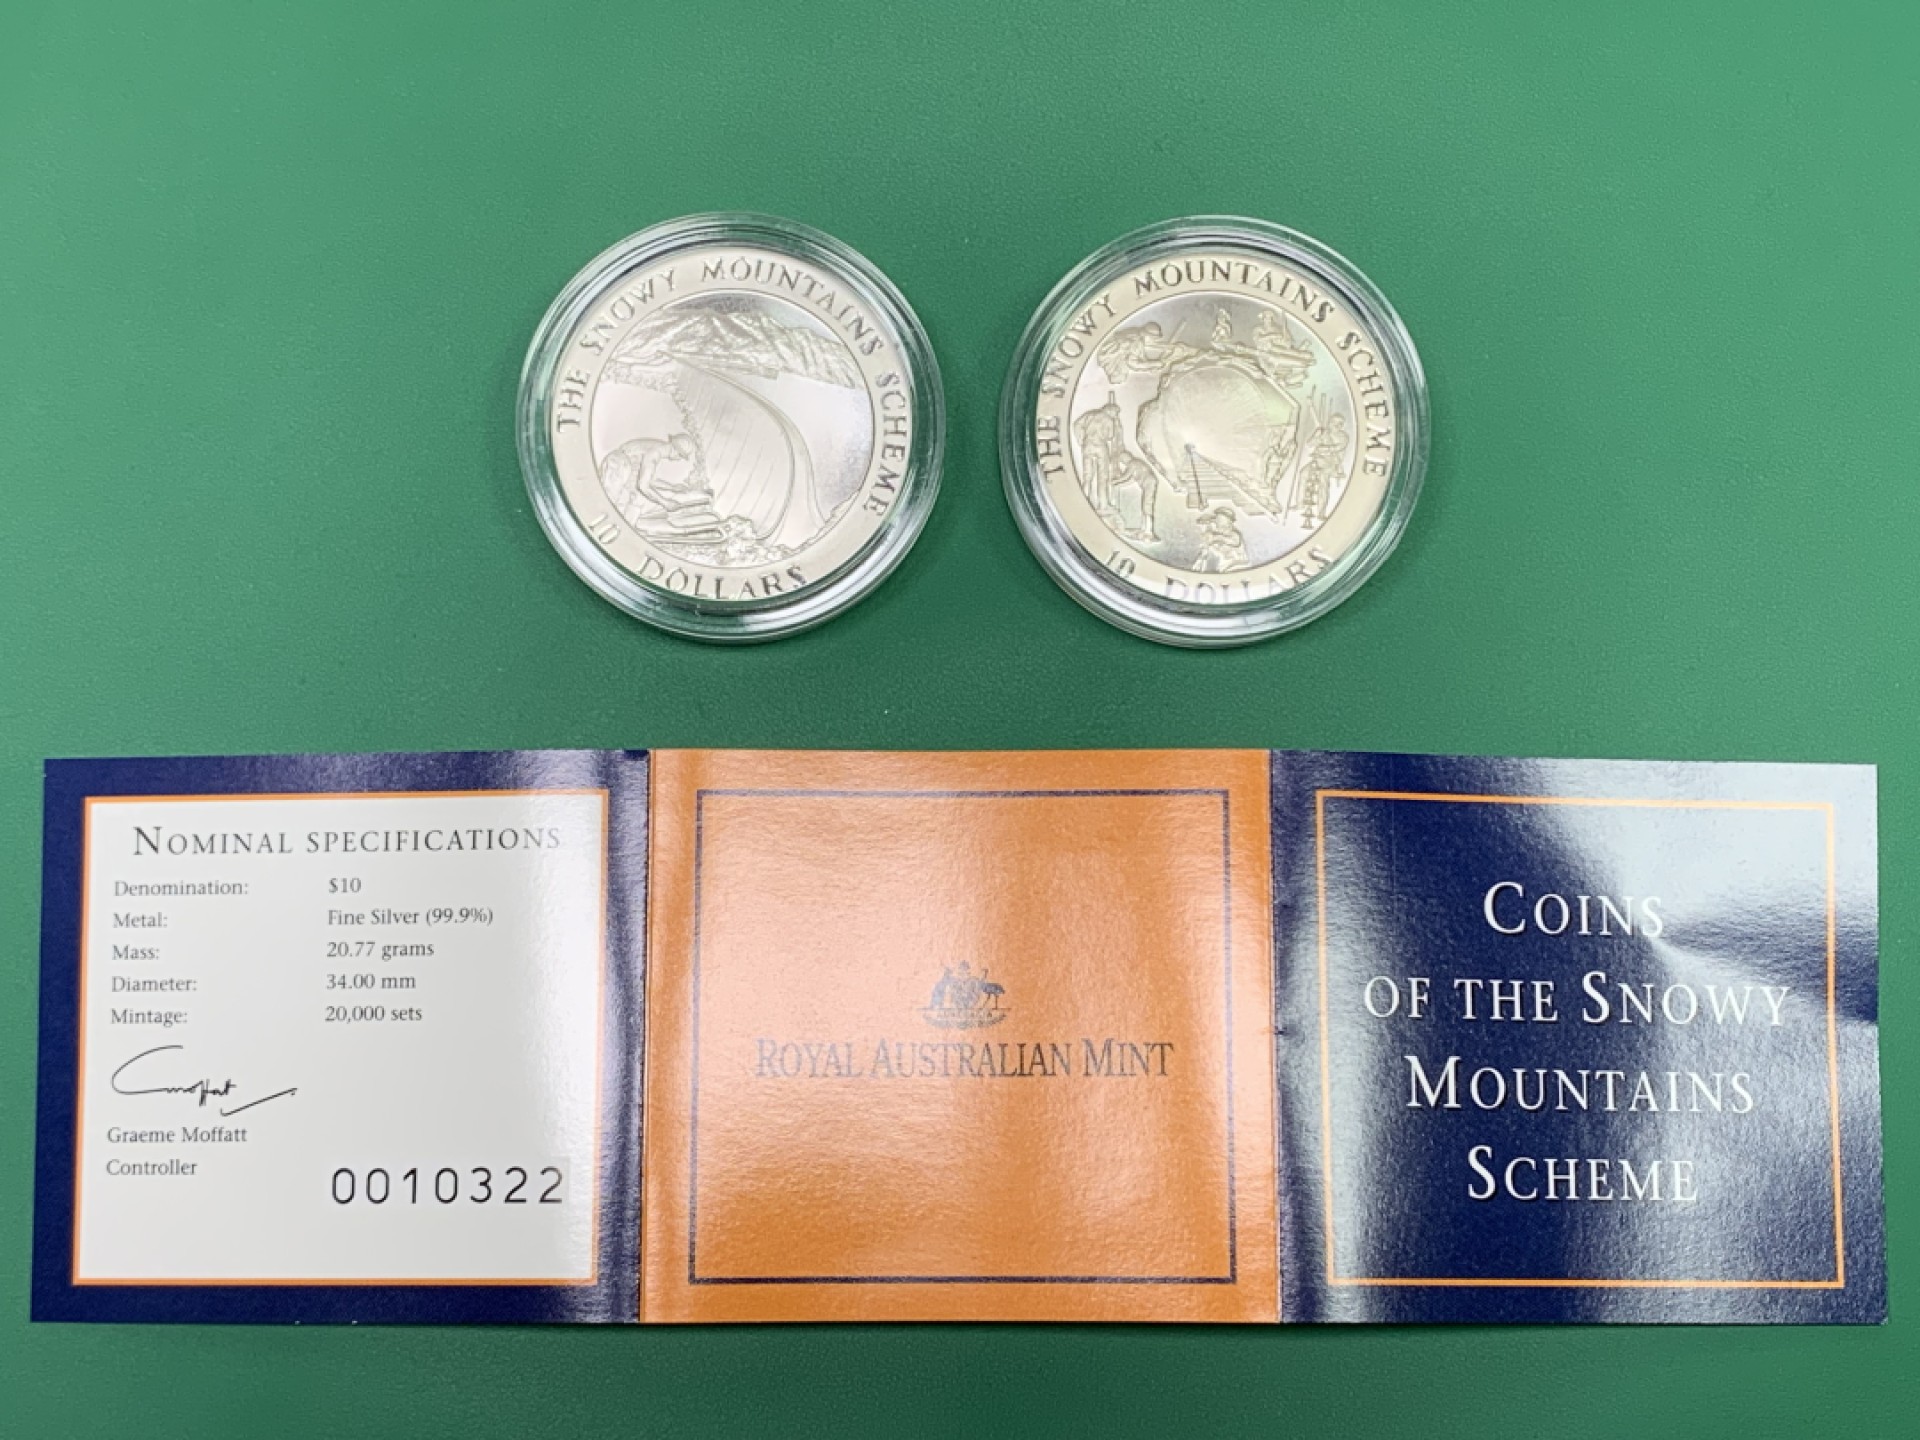 THE SNOWY MOUNTAINS SCHEME
10 DOLLARS
THE SNOWY MOUNTAINS SCHEME
10 DOLLARS
NOMINAL SPECIFICATIONS
Denomination: $10
Metal: Fine Silver (99.9%)
Mass: 20.77 grams
Diameter: 34.00 mm
Mintage: 20,000 sets
GMoffatt
Graeme Moffatt
Controller
0010322
AUSTRALIA
ROYAL AUSTRALIAN MINT
COINS
OF THE SNOWY
MOUNTAINS
SCHEME